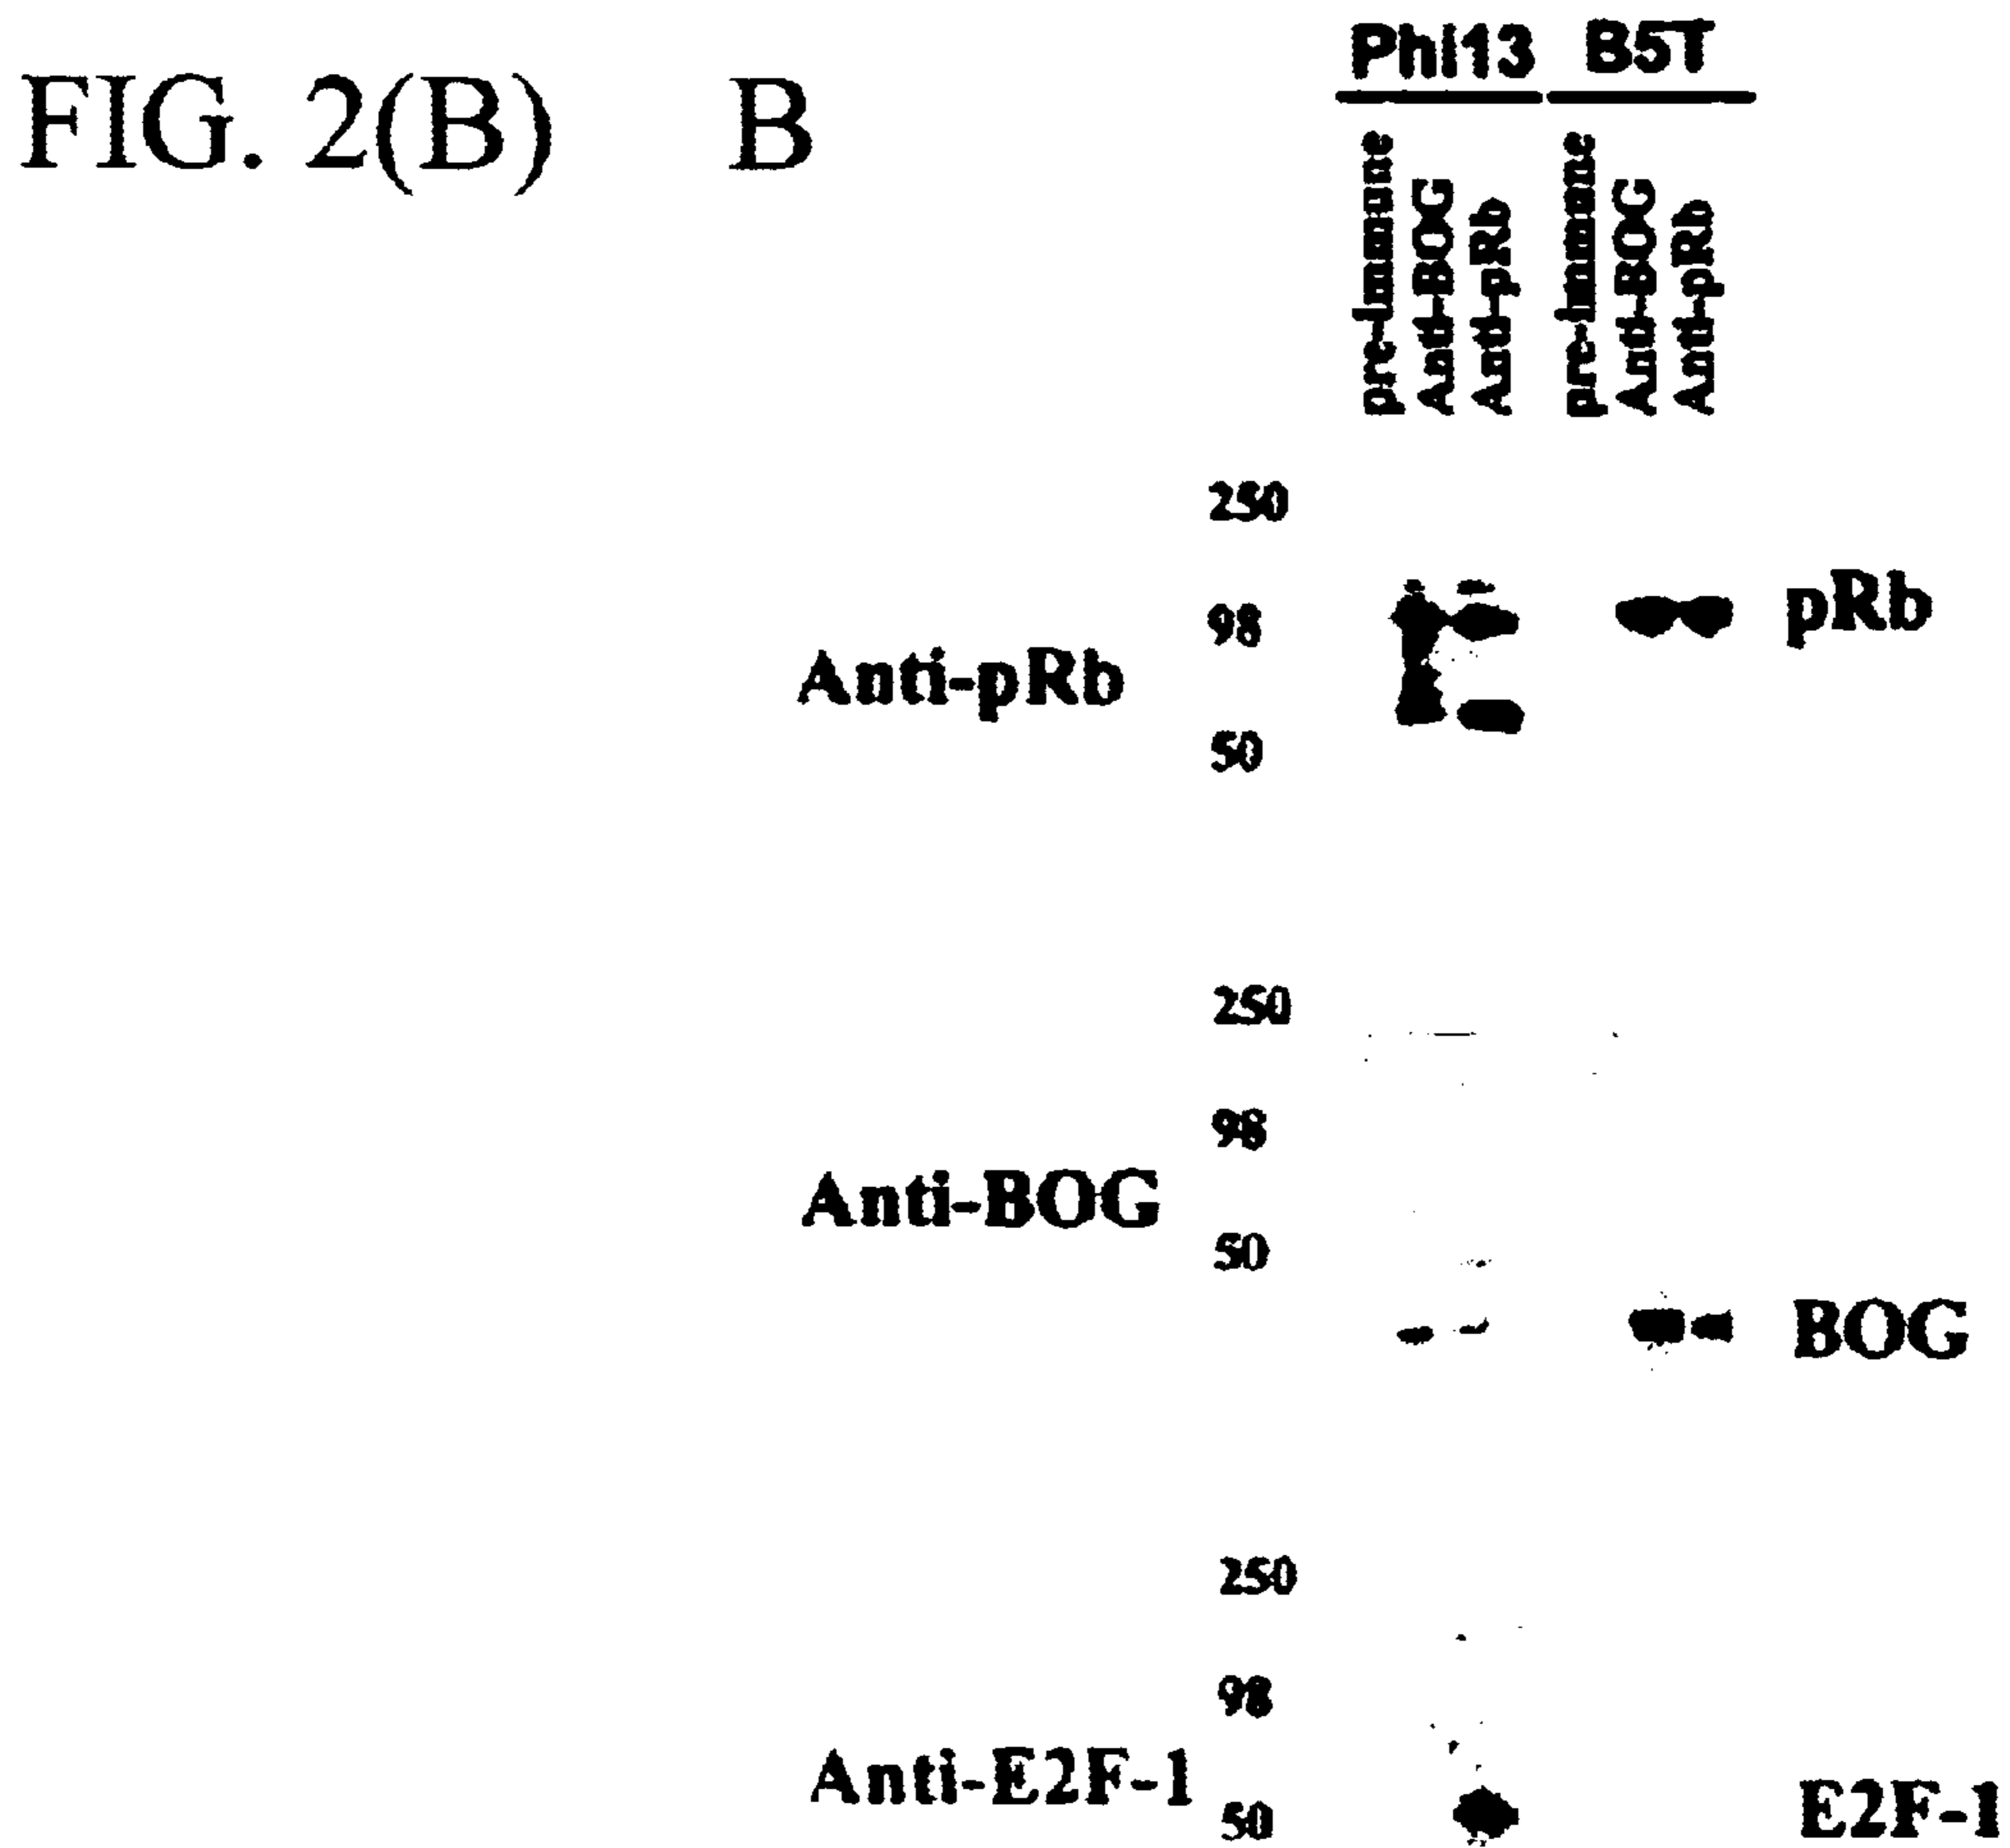 FIG. 2(B) B
Phl13 B5T
pre-Immune
Anti-BOG
Anti-pRb
pre-Immune
Anti-BOG
Anti-pRb
250
98
Anti-pRb
50
pRb
250
98
Anti-BOG
50
BOG
250
98
Anti-E2F-1
50
E2F-1